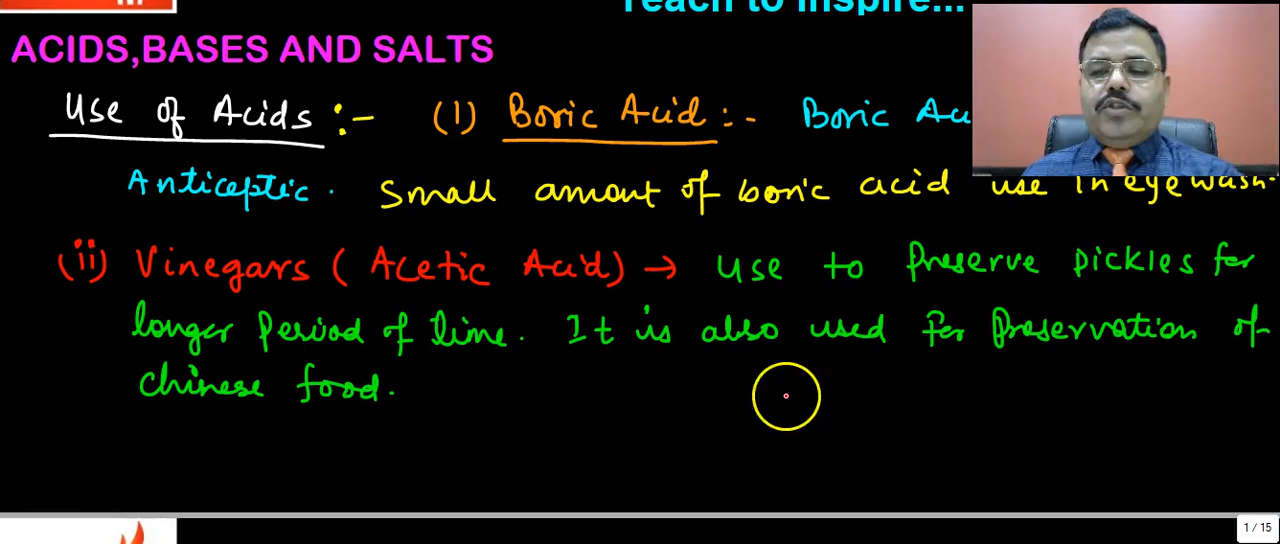 Teach to Inspire...
ACIDS,BASES AND SALTS
Use of Acids :- (1) Boric Acid :- Boric
Anticeptic. Small amount of boric acid use in eyewash.
(ii) Vinegars (Acetic Acid) → use to Preserve pickles for
longer Period of time. It is also used for preservation of
chinese food.
1 / 15